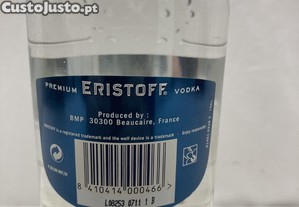 CustoJusto.pt
PREMIUM ERISTOFF VODKA
Produced by :
BMP 30300 Beaucaire, France
ERISTOFF is a registered trademark and the wolf device is a trademark
8 410414 000466 >
L08253 0711 1 B